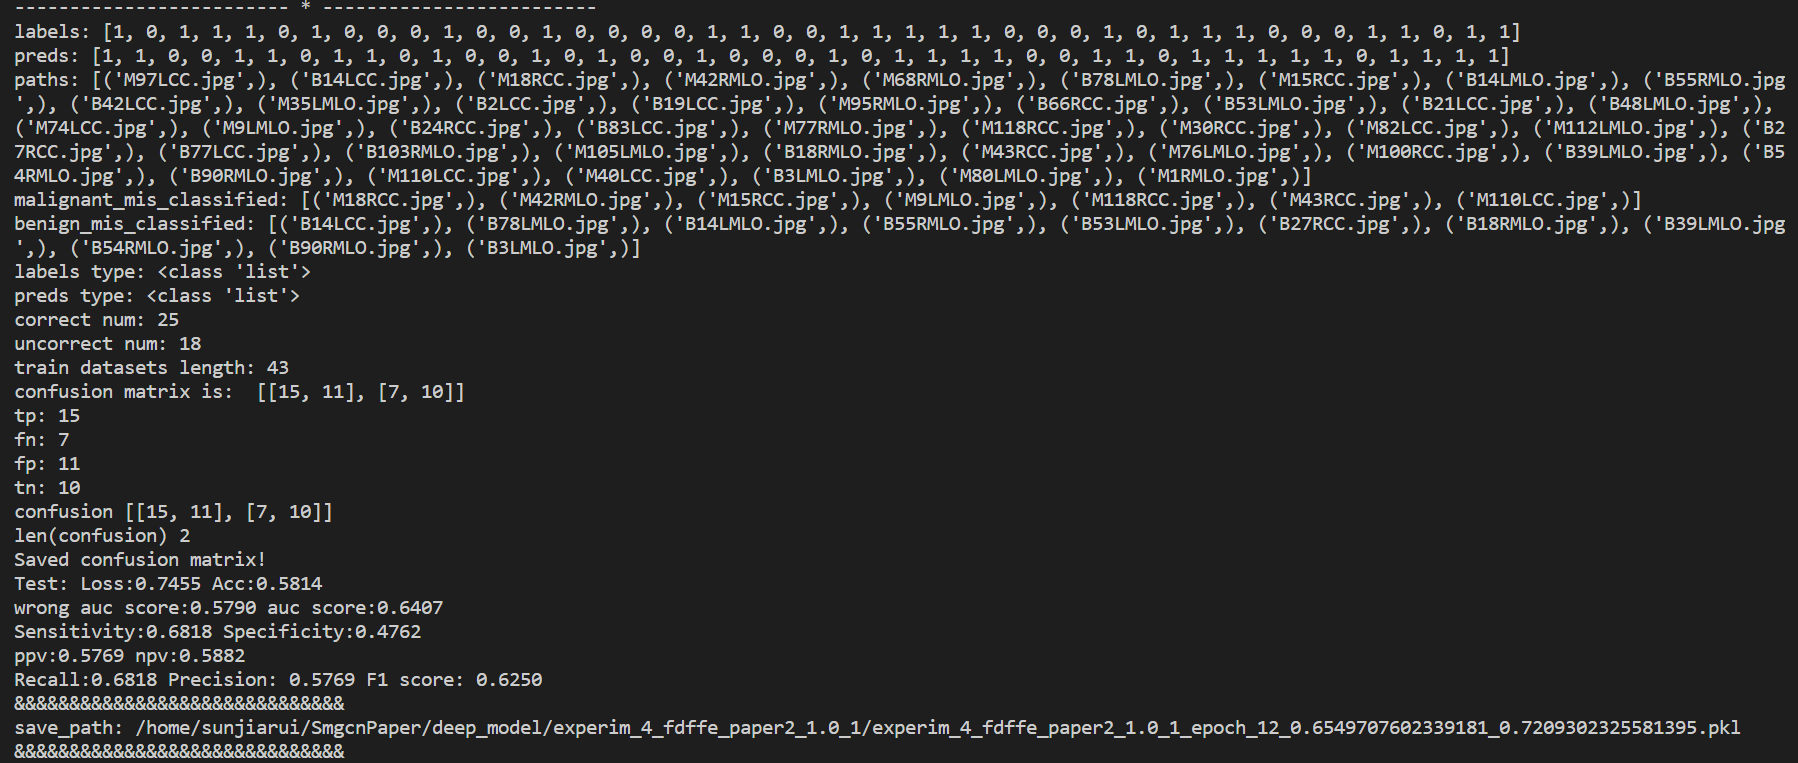 ------------------------- * -------------------------
labels: [1, 0, 1, 1, 1, 0, 1, 0, 0, 0, 1, 0, 0, 1, 0, 0, 0, 0, 1, 1, 0, 0, 1, 1, 1, 1, 1, 0, 0, 0, 1, 0, 1, 1, 1, 0, 0, 0, 1, 1, 0, 1, 1]
preds: [1, 1, 0, 0, 1, 1, 0, 1, 1, 0, 1, 0, 0, 1, 0, 1, 0, 0, 1, 0, 0, 0, 1, 0, 1, 1, 1, 1, 0, 0, 1, 1, 0, 1, 1, 1, 1, 1, 0, 1, 1, 1, 1]
paths: [('M97LCC.jpg',), ('B14LCC.jpg',), ('M18RCC.jpg',), ('M42RMLO.jpg',), ('M68RMLO.jpg',), ('B78LMLO.jpg',), ('M15RCC.jpg',), ('B14LMLO.jpg',), ('B55RMLO.jpg
',), ('B42LCC.jpg',), ('M35LMLO.jpg',), ('B2LCC.jpg',), ('B19LCC.jpg',), ('M95RMLO.jpg',), ('B66RCC.jpg',), ('B53LMLO.jpg',), ('B21LCC.jpg',), ('B48LMLO.jpg',),
('M74LCC.jpg',), ('M9LMLO.jpg',), ('B24RCC.jpg',), ('B83LCC.jpg',), ('M77RMLO.jpg',), ('M118RCC.jpg',), ('M30RCC.jpg',), ('M82LCC.jpg',), ('M112LMLO.jpg',), ('B2
7RCC.jpg',), ('B77LCC.jpg',), ('B103RMLO.jpg',), ('M105LMLO.jpg',), ('B18RMLO.jpg',), ('M43RCC.jpg',), ('M76LMLO.jpg',), ('M100RCC.jpg',), ('B39LMLO.jpg',), ('B5
4RMLO.jpg',), ('B90RMLO.jpg',), ('M110LCC.jpg',), ('M40LCC.jpg',), ('B3LMLO.jpg',), ('M80LMLO.jpg',), ('M1RMLO.jpg',)]
malignant_mis_classified: [('M18RCC.jpg',), ('M42RMLO.jpg',), ('M15RCC.jpg',), ('M9LMLO.jpg',), ('M118RCC.jpg',), ('M43RCC.jpg',), ('M110LCC.jpg',)]
benign_mis_classified: [('B14LCC.jpg',), ('B78LMLO.jpg',), ('B14LMLO.jpg',), ('B55RMLO.jpg',), ('B53LMLO.jpg',), ('B27RCC.jpg',), ('B18RMLO.jpg',), ('B39LMLO.jpg
',), ('B54RMLO.jpg',), ('B90RMLO.jpg',), ('B3LMLO.jpg',)]
labels type: <class 'list'>
preds type: <class 'list'>
correct num: 25
uncorrect num: 18
train datasets length: 43
confusion matrix is:  [[15, 11], [7, 10]]
tp: 15
fn: 7
fp: 11
tn: 10
confusion [[15, 11], [7, 10]]
len(confusion) 2
Saved confusion matrix!
Test: Loss:0.7455 Acc:0.5814
wrong auc score:0.5790 auc score:0.6407
Sensitivity:0.6818 Specificity:0.4762
ppv:0.5769 npv:0.5882
Recall:0.6818 Precision: 0.5769 F1 score: 0.6250
&&&&&&&&&&&&&&&&&&&&&&&&&&&&&&
save_path: /home/sunjiarui/SmgcnPaper/deep_model/experim_4_fdffe_paper2_1.0_1/experim_4_fdffe_paper2_1.0_1_epoch_12_0.6549707602339181_0.7209302325581395.pkl
&&&&&&&&&&&&&&&&&&&&&&&&&&&&&&